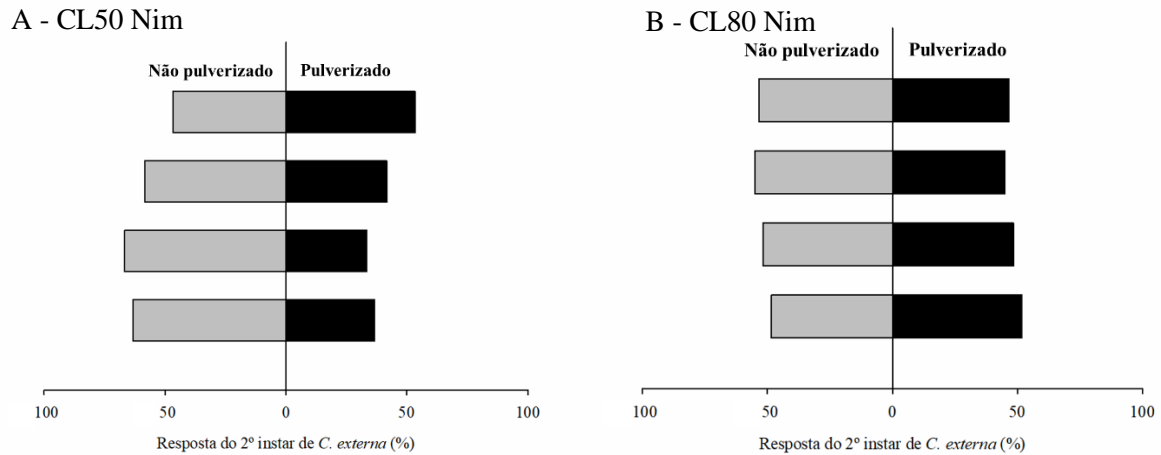 A - CL50 Nim
Não pulverizado Pulverizado
100 50 0 50 100
Resposta do 2º instar de C. externa (%)
B - CL80 Nim
Não pulverizado Pulverizado
100 50 0 50 100
Resposta do 2º instar de C. externa (%)